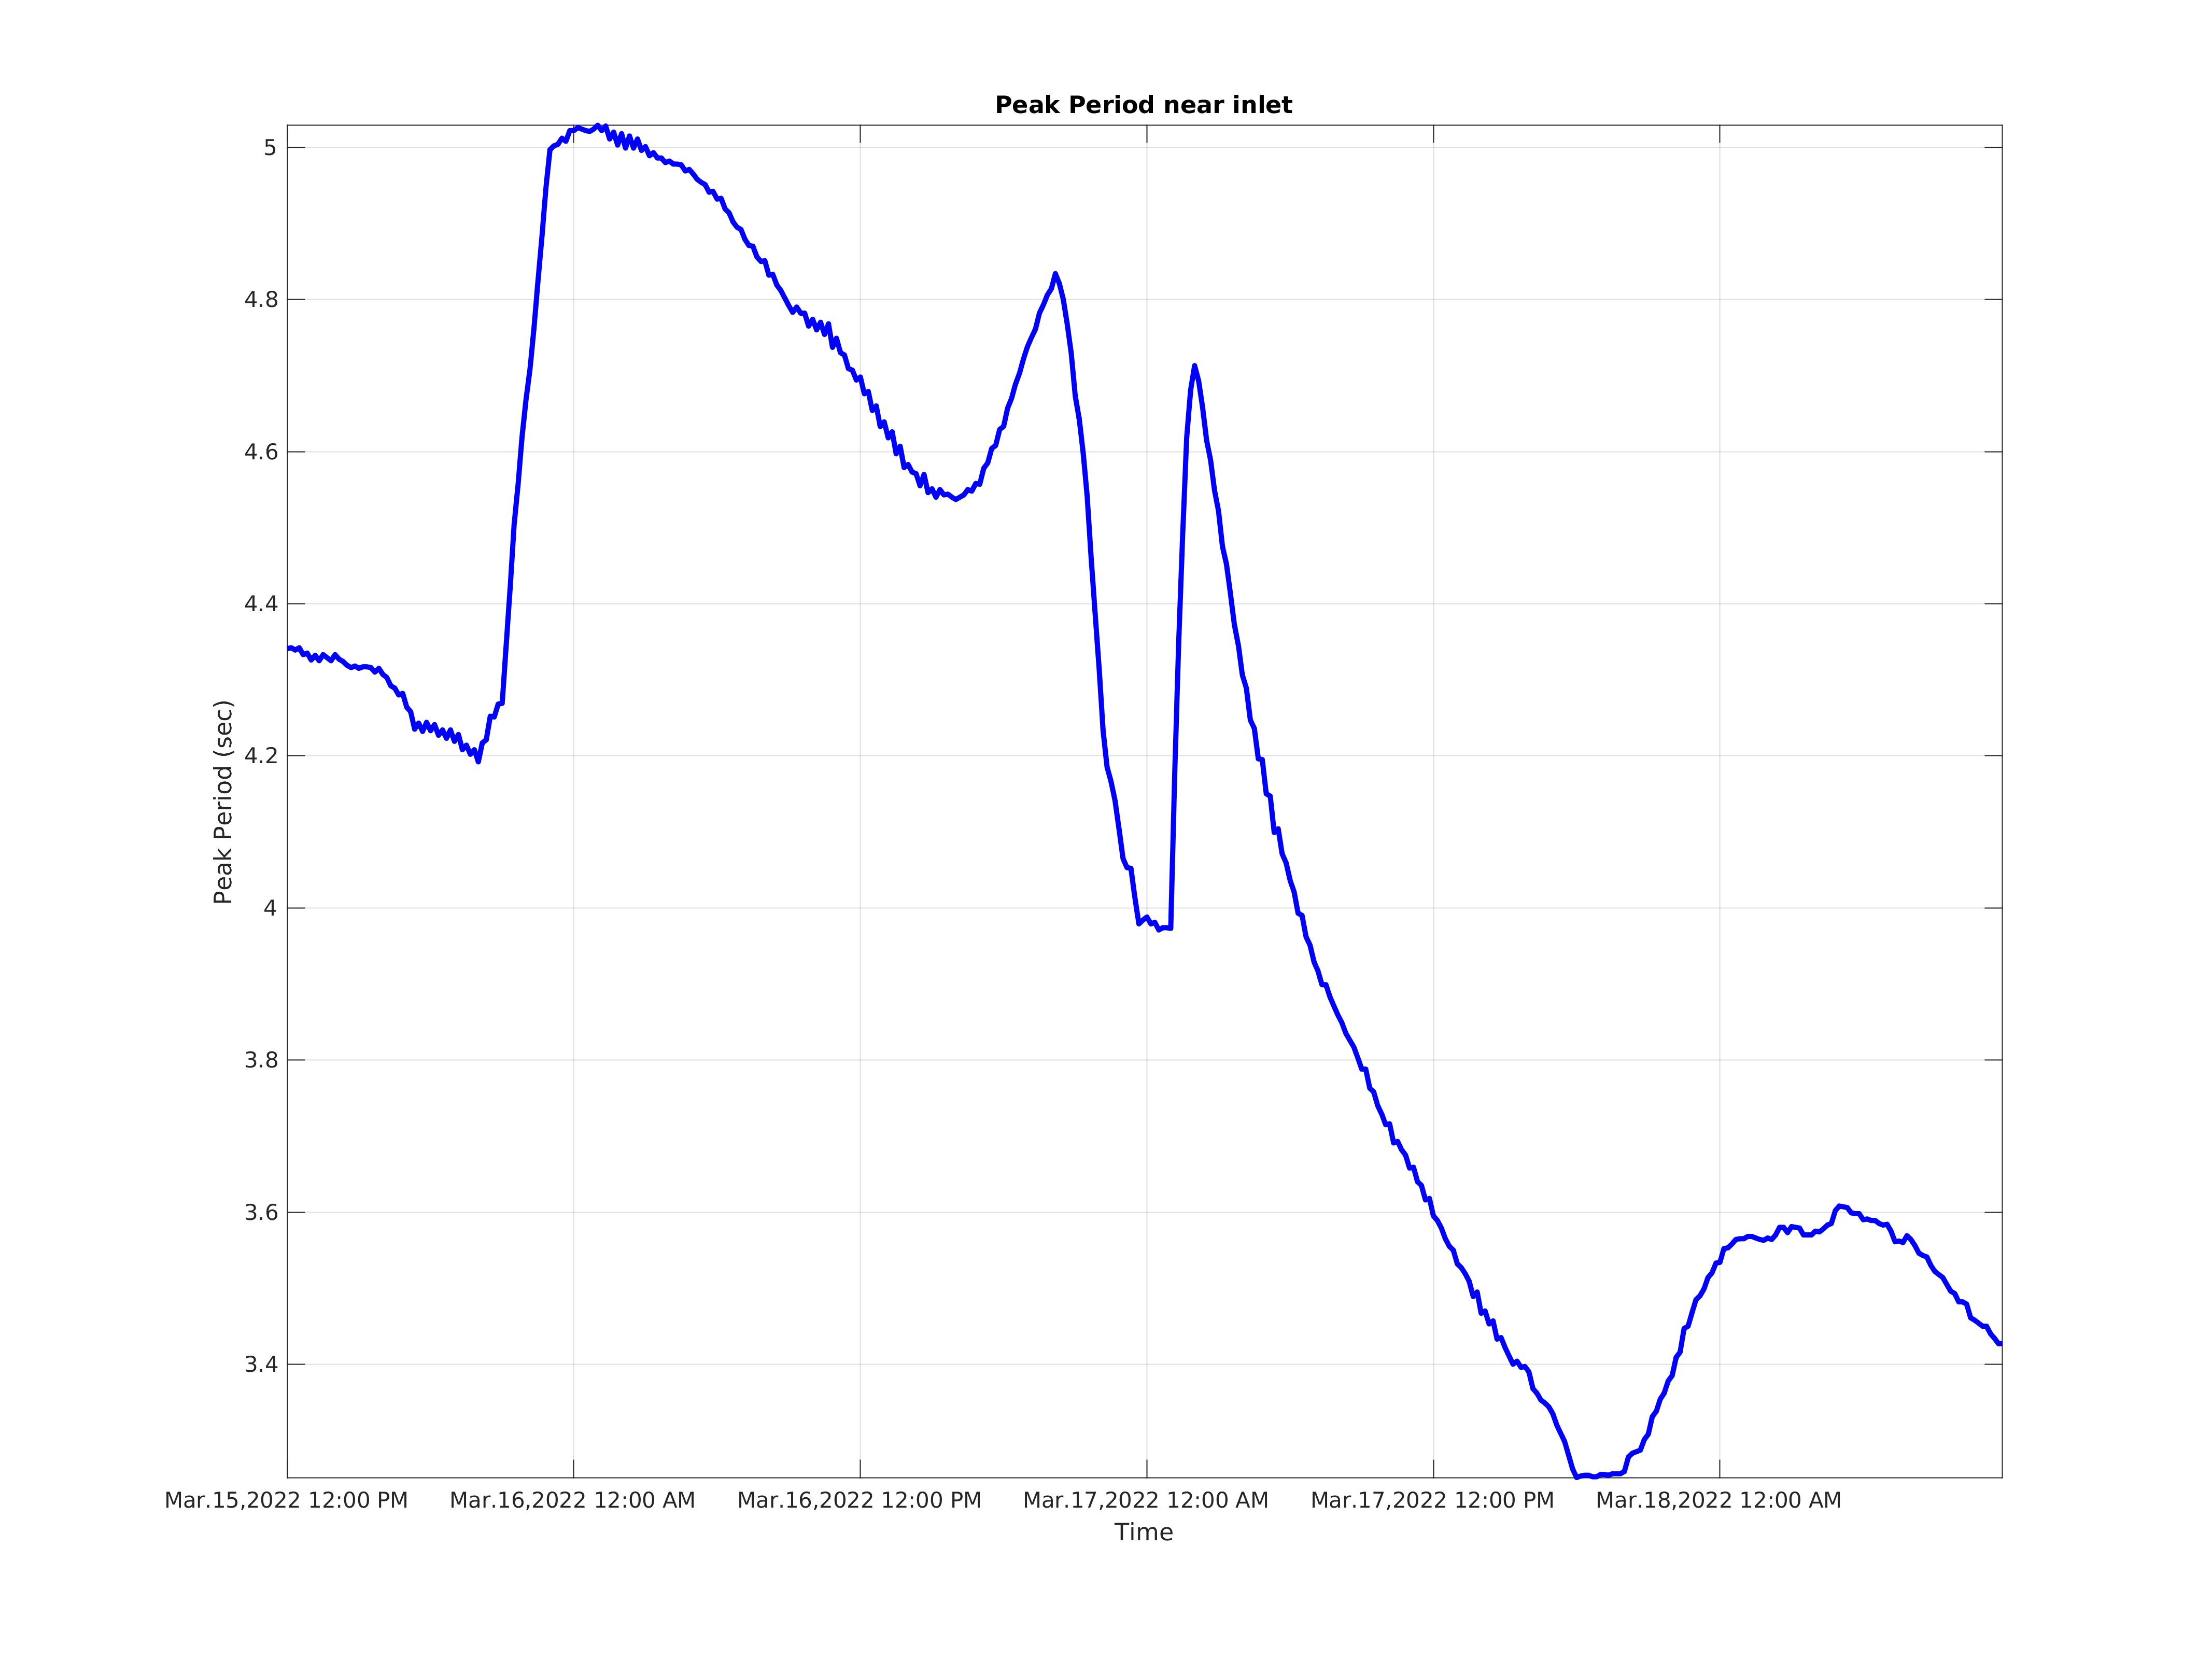 Peak Period near inlet
5
4.8
4.6
4.4
4.2
4
3.8
3.6
3.4
Peak Period (sec)
Mar.15,2022 12:00 PM
Mar.16,2022 12:00 AM
Mar.16,2022 12:00 PM
Mar.17,2022 12:00 AM
Mar.17,2022 12:00 PM
Mar.18,2022 12:00 AM
Time